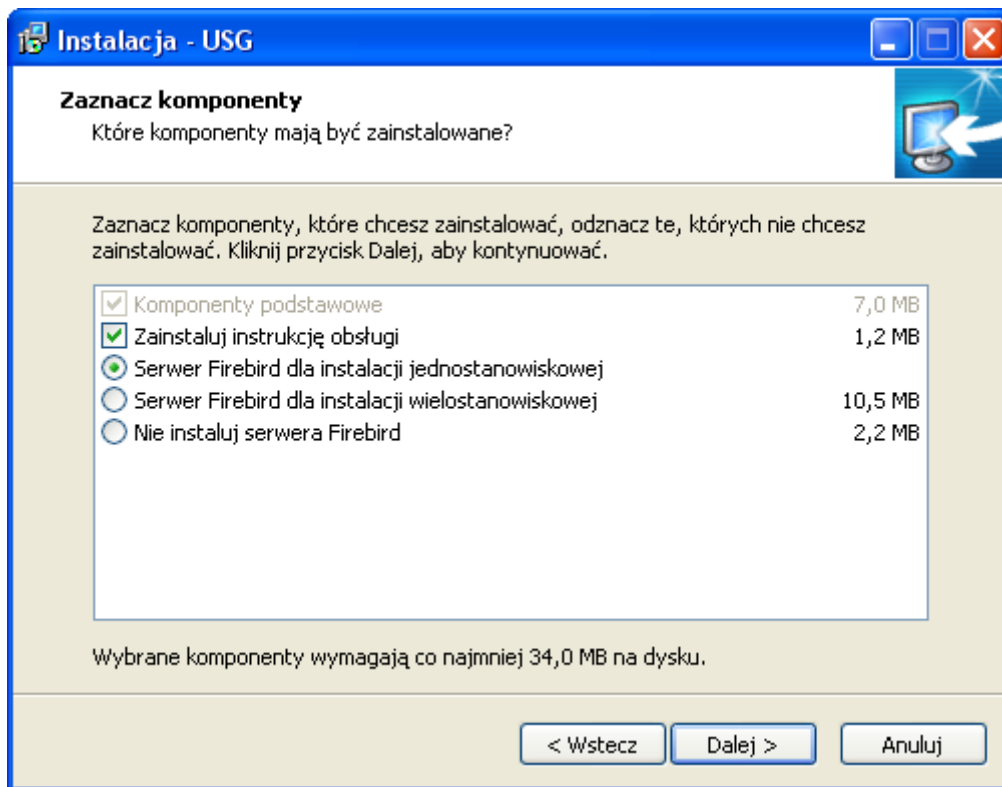 Instalacja - USG
Zaznacz komponenty
Które komponenty mają być zainstalowane?
Zaznacz komponenty, które chcesz zainstalować, odznacz te, których nie chcesz
zainstalować. Kliknij przycisk Dalej, aby kontynuować.
Komponenty podstawowe 7,0 MB
Zainstaluj instrukcję obsługi 1,2 MB
Serwer Firebird dla instalacji jednostanowiskowej
Serwer Firebird dla instalacji wielostanowiskowej 10,5 MB
Nie instaluj serwera Firebird 2,2 MB
Wybrane komponenty wymagają co najmniej 34,0 MB na dysku.
< Wstecz Dalej > Anuluj